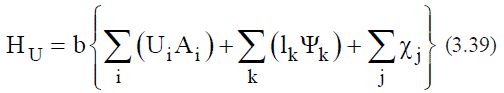 H_U = b{∑_i (U_i A_i) + ∑_k (l_k Ψ_k) + ∑_j χ_j} (3.39)